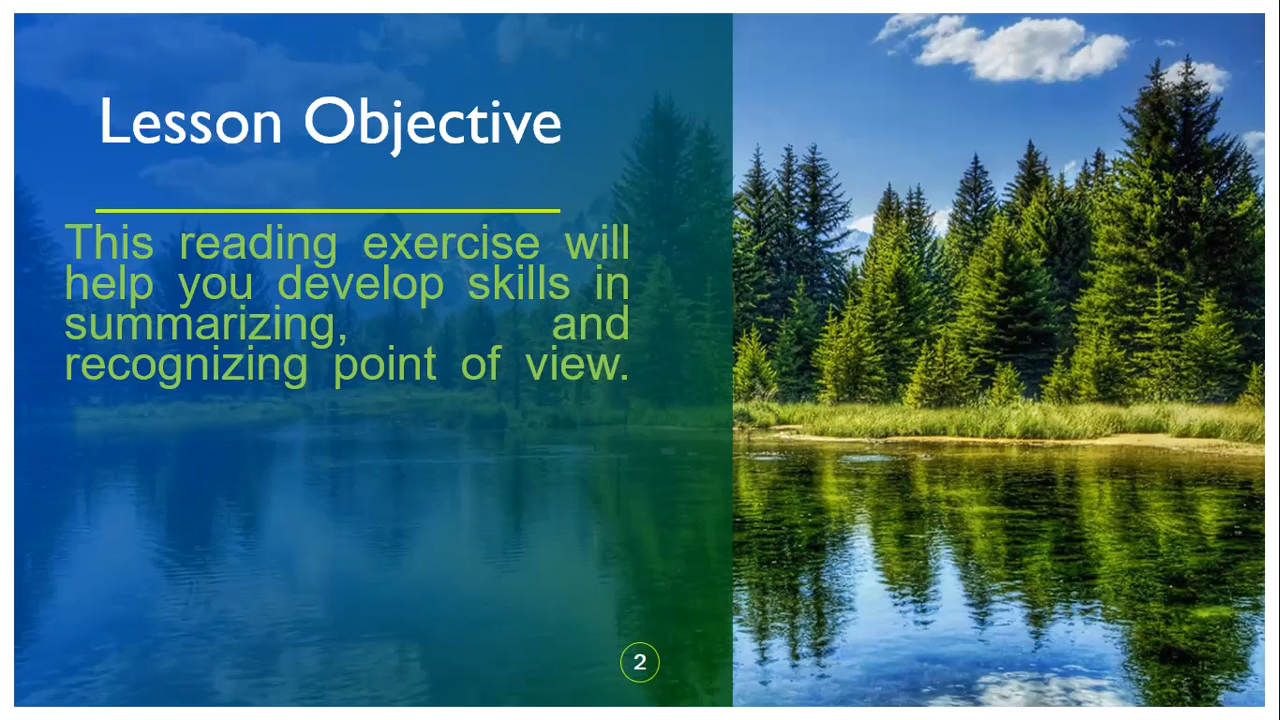 Lesson Objective
This reading exercise will
help you develop skills in
summarizing, and
recognizing point of view.
2